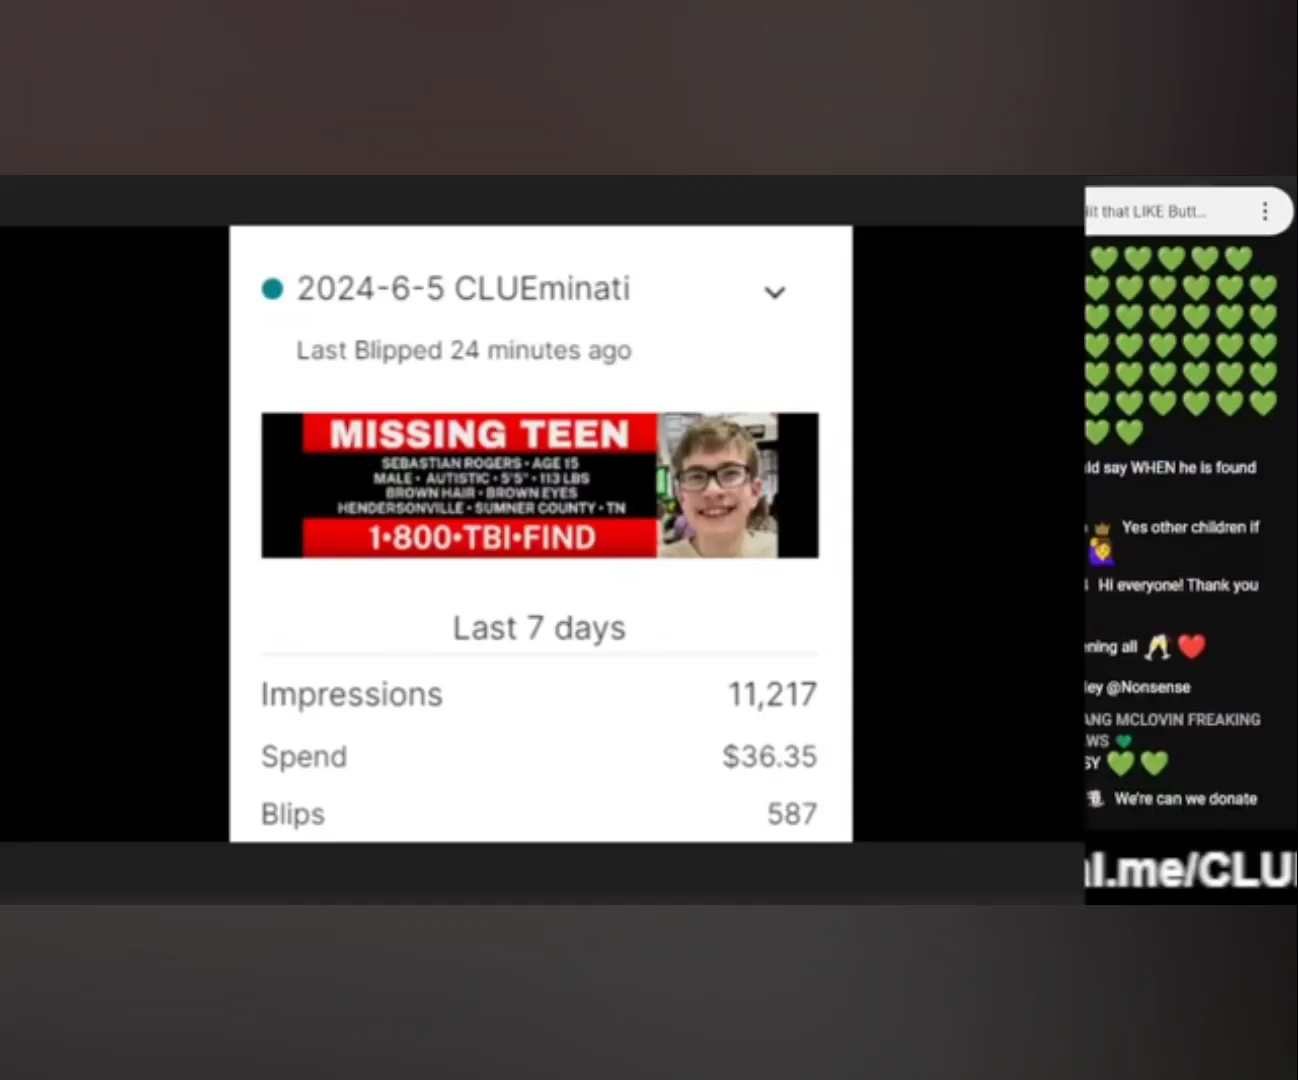 2024-6-5 CLUEminati
Last Blipped 24 minutes ago
MISSING TEEN
SEBASTIAN ROGERS • AGE 15
MALE • AUTISTIC • 5'5" • 113 LBS
BROWN HAIR • BROWN EYES
HENDERSONVILLE • SUMNER COUNTY • TN
1•800•TBI•FIND
Last 7 days
Impressions 11,217
Spend $36.35
Blips 587
that LIKE Butt...
say WHEN he is found
Yes other children if
Hi everyone! Thank you
all
@Nonsense
MCLOVIN FREAKING
We're can we donate
.me/CLU